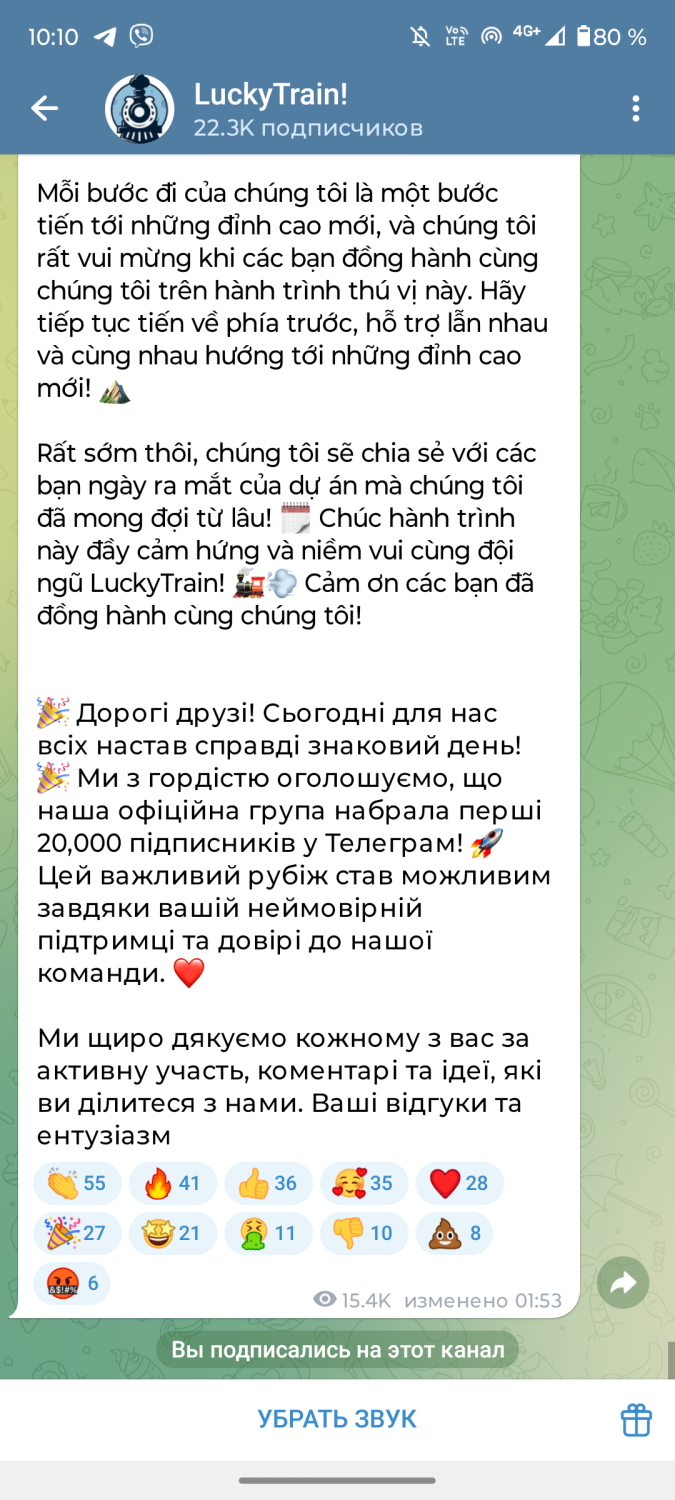 10:10
VoLTE 4G+ 80 %
LuckyTrain!
22.3K подписчиков
Mỗi bước đi của chúng tôi là một bước
tiến tới những đỉnh cao mới, và chúng tôi
rất vui mừng khi các bạn đồng hành cùng
chúng tôi trên hành trình thú vị này. Hãy
tiếp tục tiến về phía trước, hỗ trợ lẫn nhau
và cùng nhau hướng tới những đỉnh cao
mới! ⛰️
Rất sớm thôi, chúng tôi sẽ chia sẻ với các
bạn ngày ra mắt của dự án mà chúng tôi
đã mong đợi từ lâu! 🗓️ Chúc hành trình
này đầy cảm hứng và niềm vui cùng đội
ngũ LuckyTrain! 🚂💨 Cảm ơn các bạn đã
đồng hành cùng chúng tôi!
🎉 Дорогі друзі! Сьогодні для нас
всіх настав справді знаковий день!
🎉 Ми з гордістю оголошуємо, що
наша офіційна група набрала перші
20,000 підписників у Телеграм! 🚀
Цей важливий рубіж став можливим
завдяки вашій неймовірній
підтримці та довірі до нашої
команди. ❤️
Ми щиро дякуємо кожному з вас за
активну участь, коментарі та ідеї, які
ви ділитеся з нами. Ваші відгуки та
ентузіазм
👏 55 🔥 41 👍 36 🥰 35 ❤️ 28
🎉 27 🤩 21 🤮 11 👎 10 💩 8
🤬 6
15.4K изменено 01:53
Вы подписались на этот канал
УБРАТЬ ЗВУК